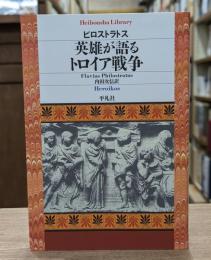 Heibonsha Library
ピロストラトス
英雄が語る
トロイア戦争
Flavius Philostratus
内田次信訳
Heroikos
平凡社